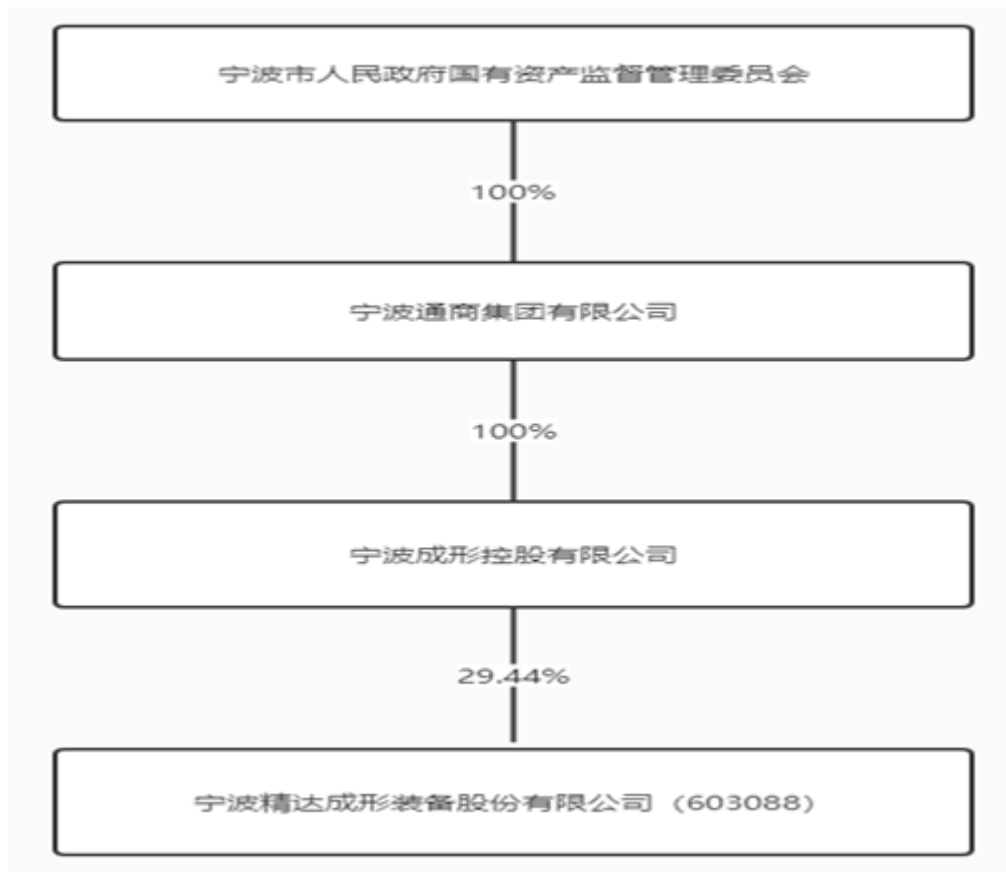 宁波市人民政府国有资产监督管理委员会
100%
宁波通商集团有限公司
100%
宁波成形控股有限公司
29.44%
宁波精达成形装备股份有限公司（603088）